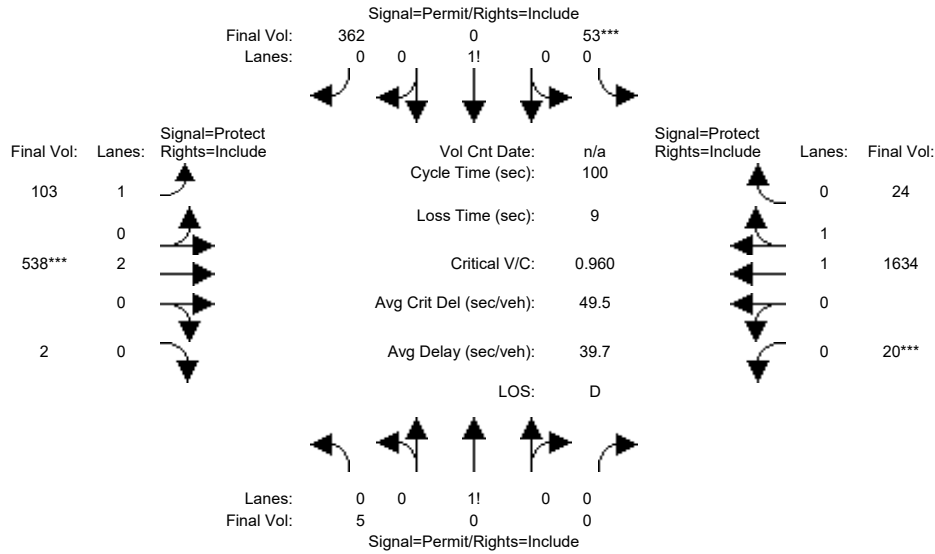 Signal=Permit/Rights=Include
Final Vol: 362 0 53***
Lanes: 0 0 1! 0 0
Signal=Protect Signal=Protect
Final Vol: Lanes: Rights=Include Vol Cnt Date: n/a Rights=Include Lanes: Final Vol:
Cycle Time (sec): 100
103 1 0 24
Loss Time (sec): 9
0 1
538*** 2 Critical V/C: 0.960 1 1634
0 Avg Crit Del (sec/veh): 49.5 0
2 0 Avg Delay (sec/veh): 39.7 0 20***
LOS: D
Lanes: 0 0 1! 0 0
Final Vol: 5 0 0
Signal=Permit/Rights=Include